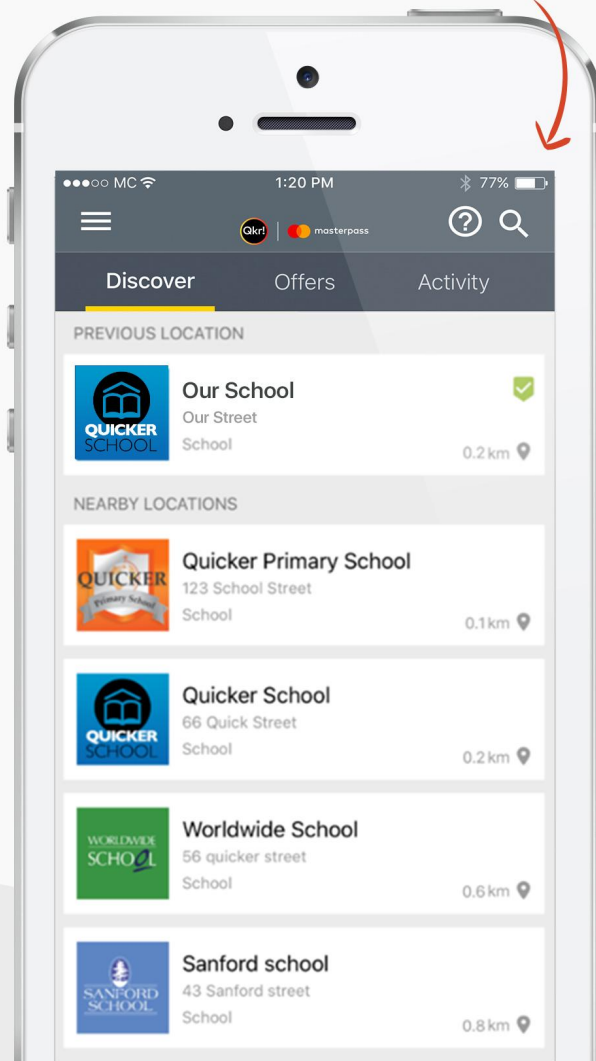 MC 1:20 PM 77%
Qkr! | masterpass
Discover Offers Activity
PREVIOUS LOCATION
QUICKER
SCHOOL
Our School
Our Street
School
0.2 km
NEARBY LOCATIONS
QUICKER
Primary School
Quicker Primary School
123 School Street
School
0.1 km
QUICKER
SCHOOL
Quicker School
66 Quick Street
School
0.2 km
WORLDWIDE
SCHOOL
Worldwide School
56 quicker street
School
0.6 km
SANFORD
SCHOOL
Sanford school
43 Sanford street
School
0.8 km